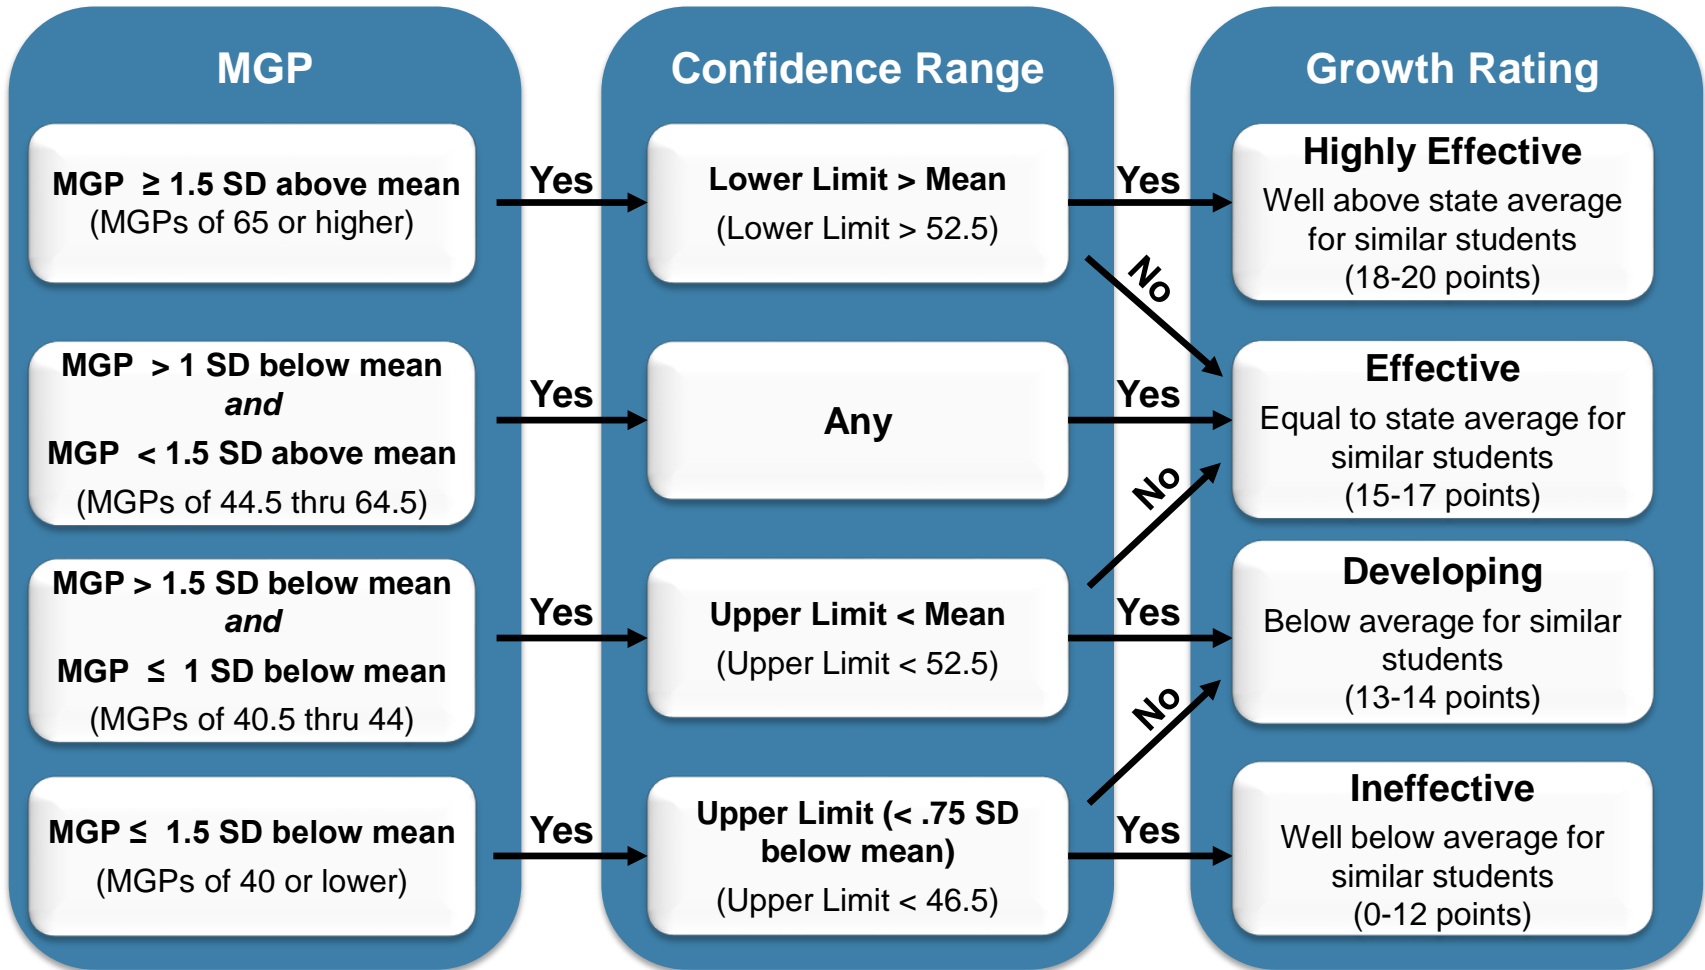 MGP
MGP ≥ 1.5 SD above mean
(MGPs of 65 or higher)
MGP > 1 SD below mean
and
MGP < 1.5 SD above mean
(MGPs of 44.5 thru 64.5)
MGP > 1.5 SD below mean
and
MGP ≤ 1 SD below mean
(MGPs of 40.5 thru 44)
MGP ≤ 1.5 SD below mean
(MGPs of 40 or lower)
Yes
Yes
Yes
Yes
Confidence Range
Lower Limit > Mean
(Lower Limit > 52.5)
Any
Upper Limit < Mean
(Upper Limit < 52.5)
Upper Limit (< .75 SD
below mean)
(Upper Limit < 46.5)
Yes
No
Yes
No
Yes
No
Yes
Growth Rating
Highly Effective
Well above state average
for similar students
(18-20 points)
Effective
Equal to state average for
similar students
(15-17 points)
Developing
Below average for similar
students
(13-14 points)
Ineffective
Well below average for
similar students
(0-12 points)